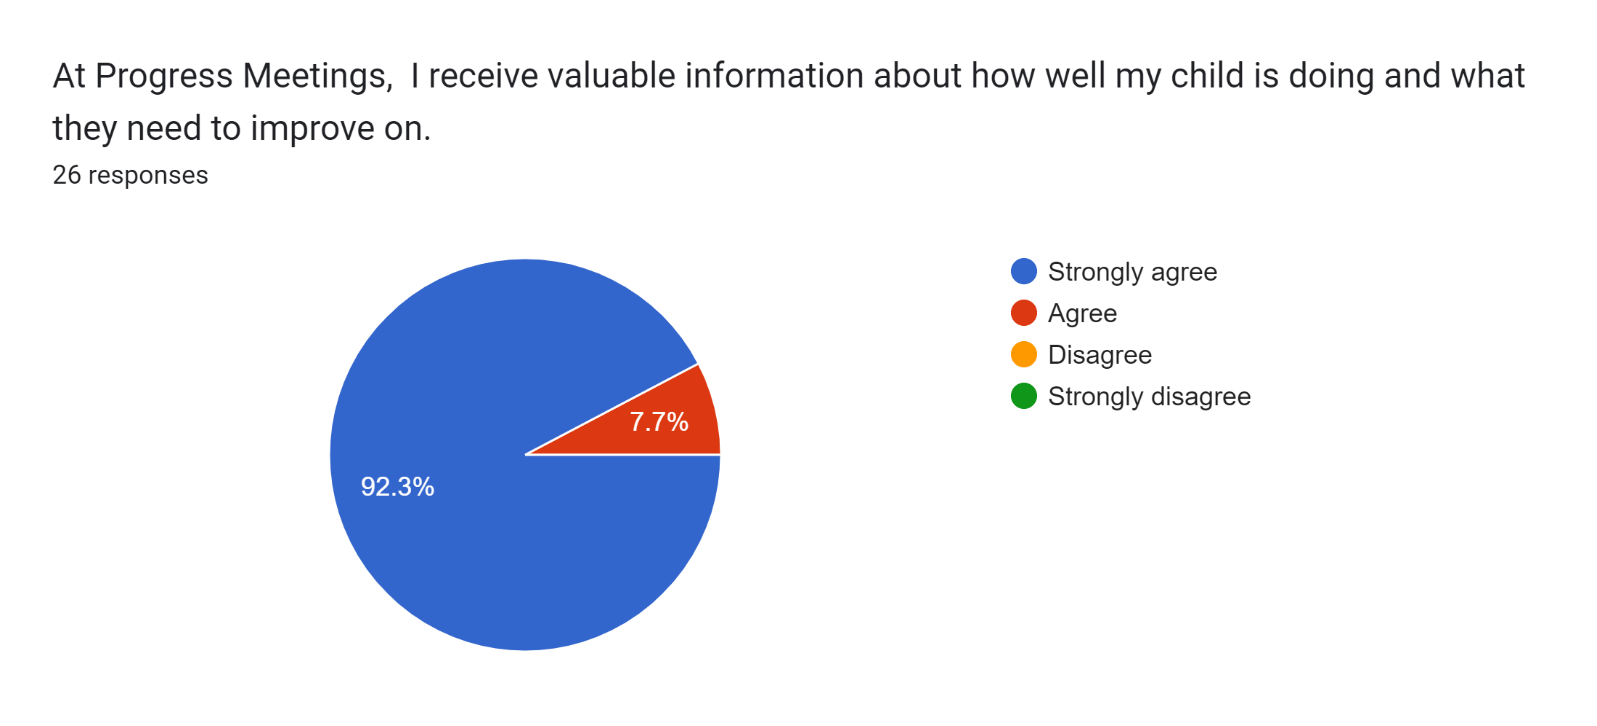 At Progress Meetings,  I receive valuable information about how well my child is doing and what
they need to improve on.
26 responses
Strongly agree
Agree
Disagree
Strongly disagree
7.7%
92.3%